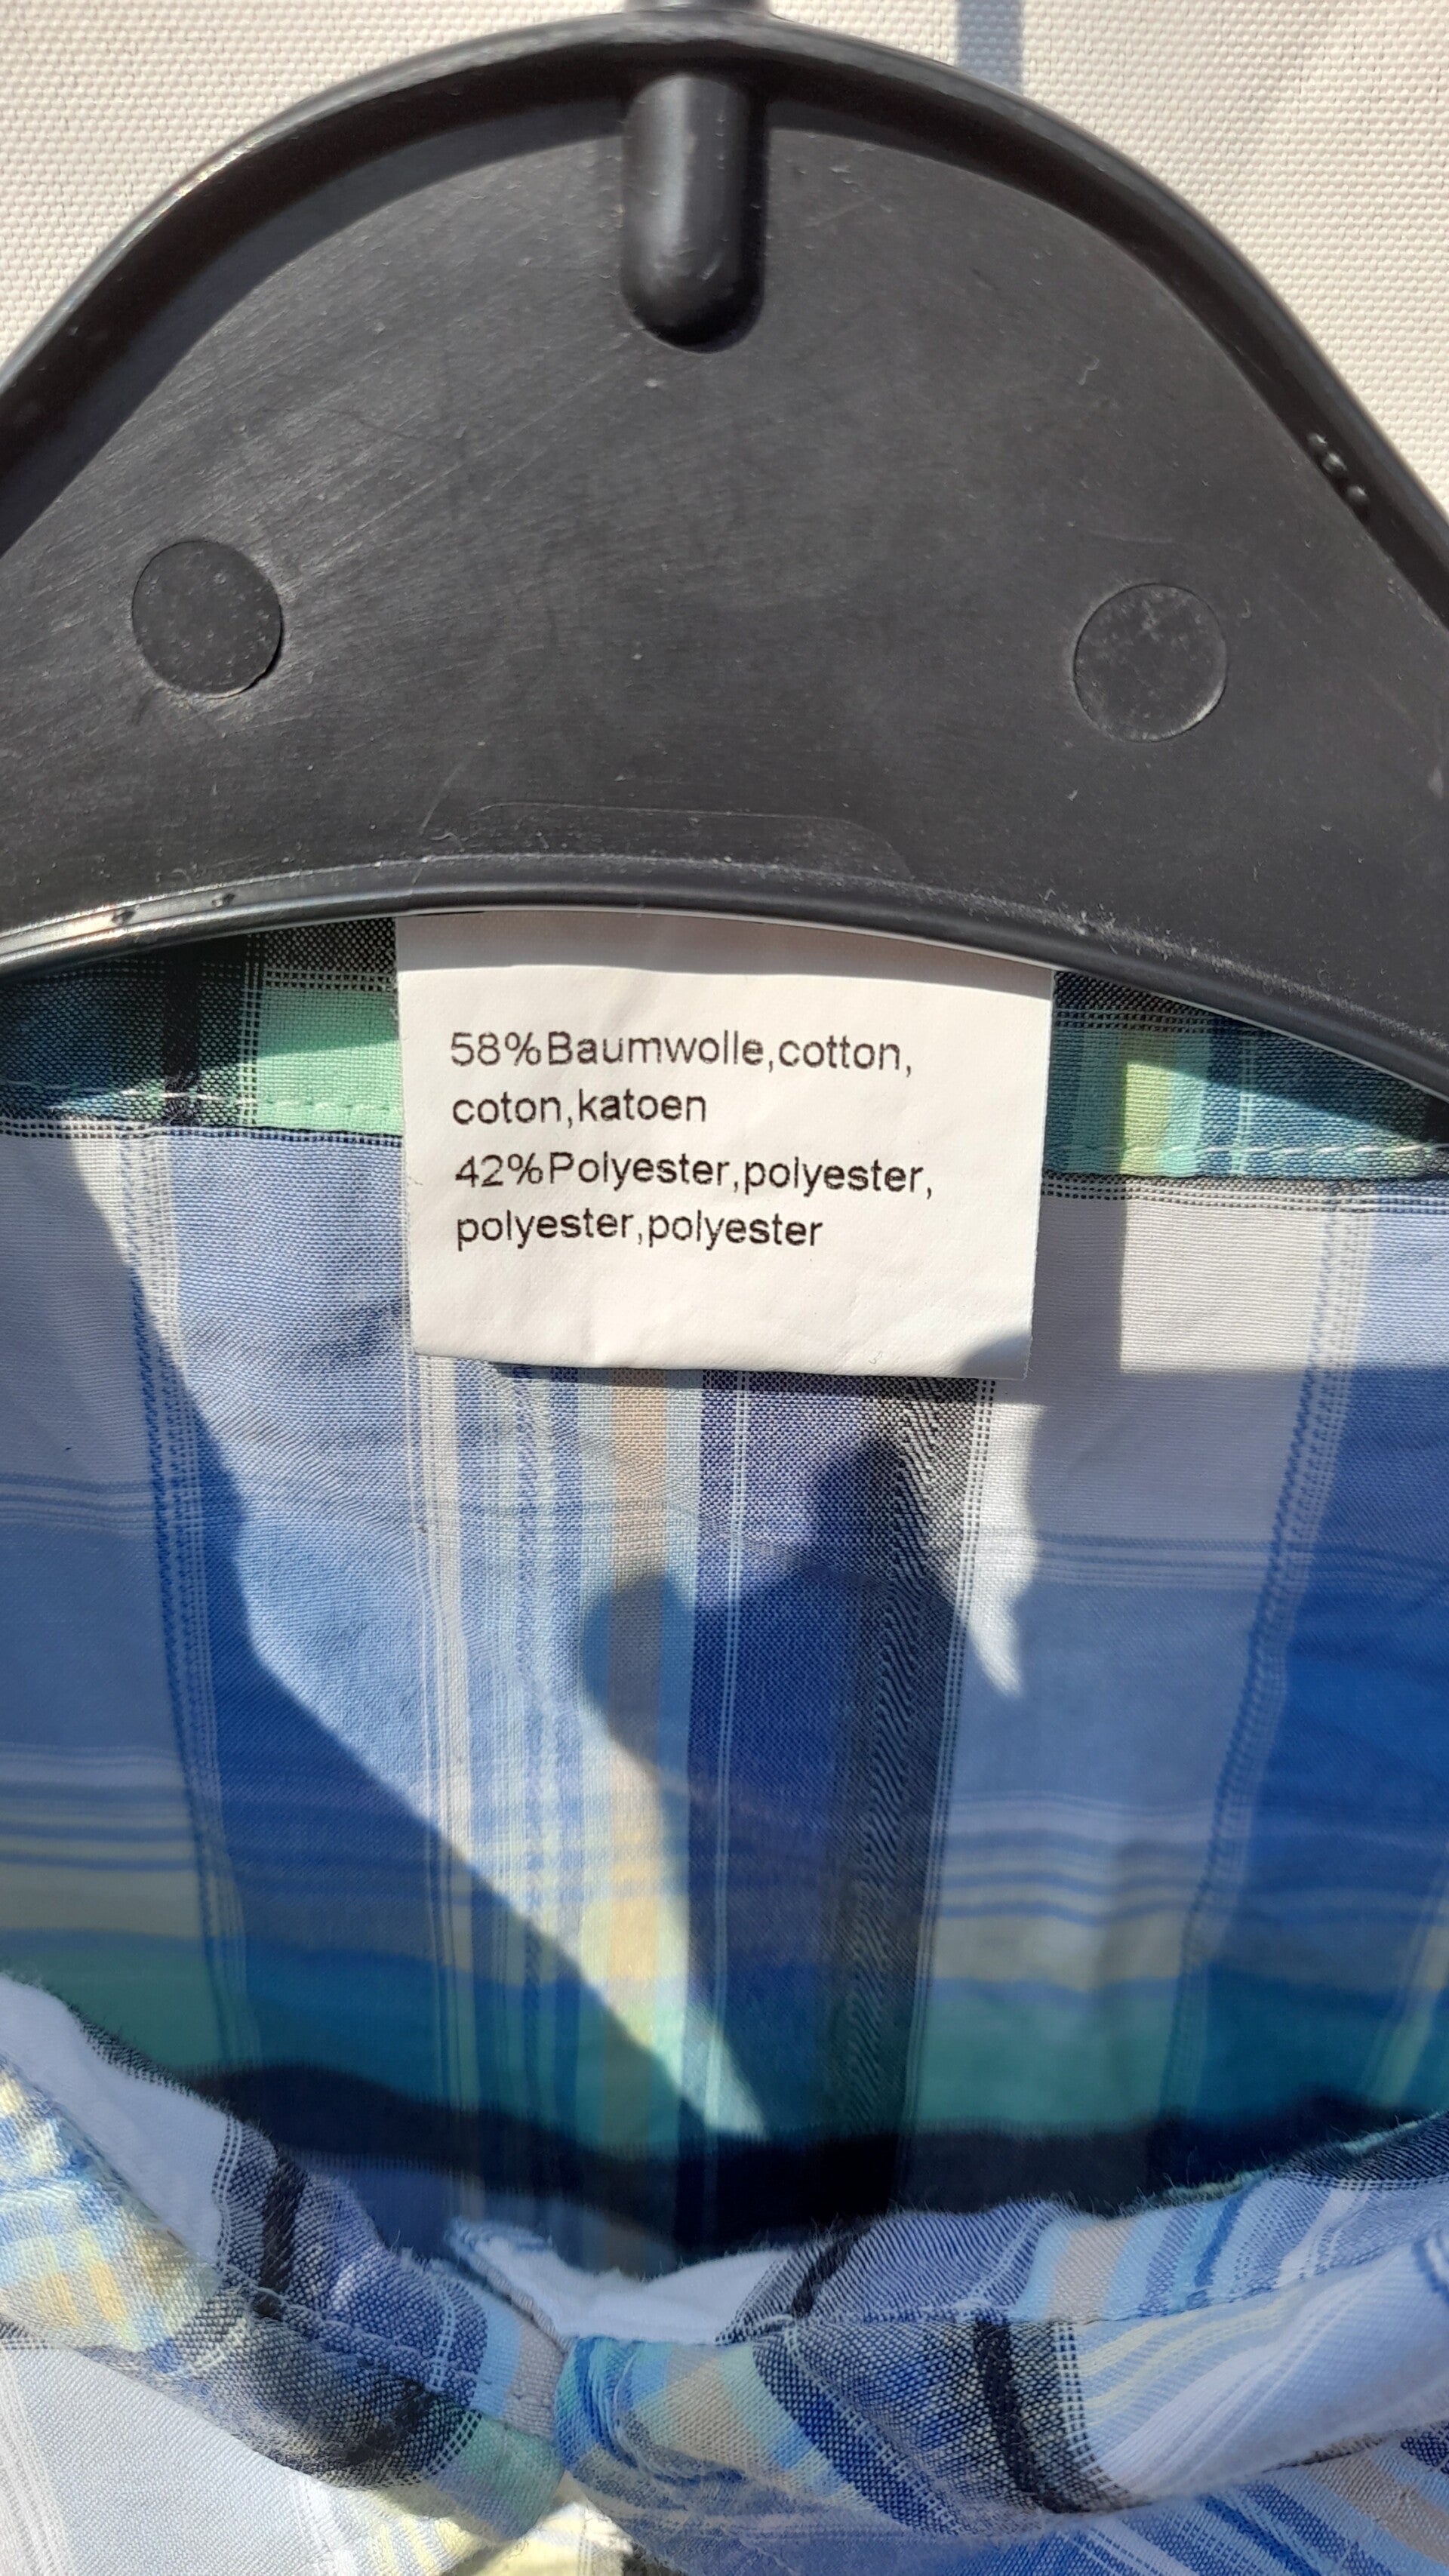 58%Baumwolle,cotton,
coton,katoen
42%Polyester,polyester,
polyester,polyester